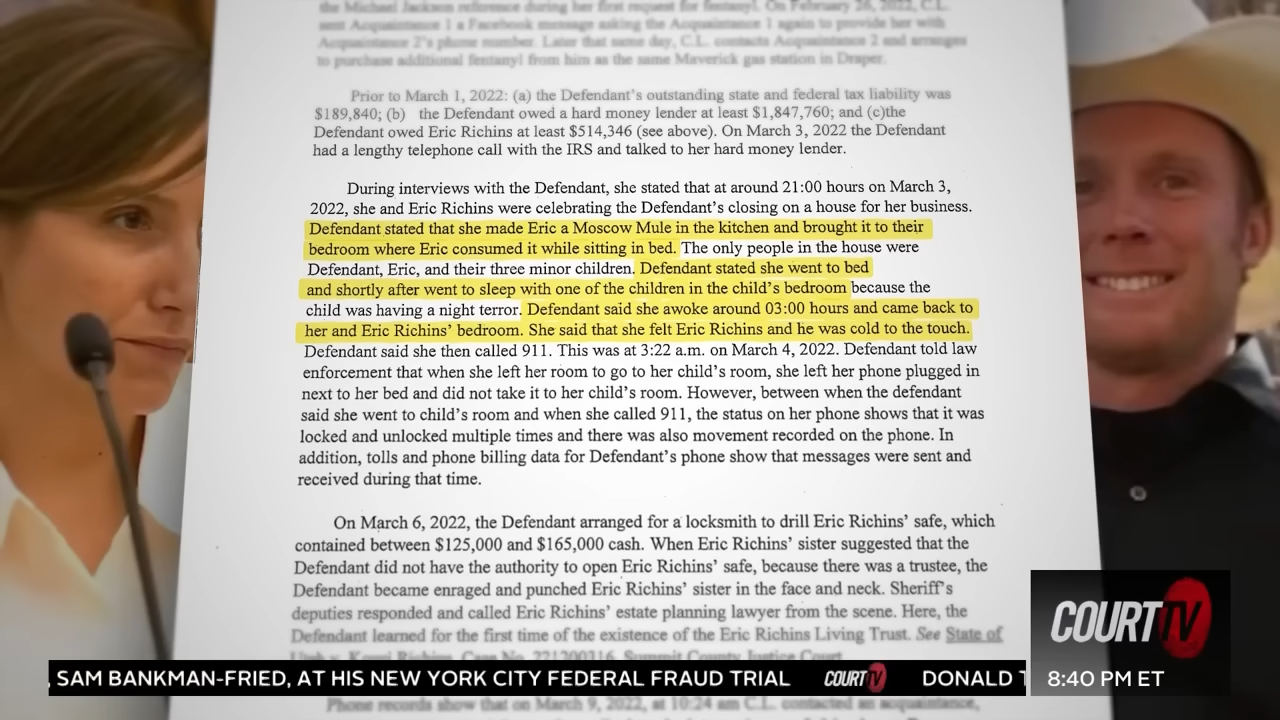 the Michael Jackson reference during her first request for fentanyl. On February 26, 2022, C.L.
sent Acquaintance 1 a Facebook message asking the Acquaintance 1 again to provide her with
Acquaintance 2's phone number. Later that same day, C.L. contacts Acquaintance 2 and arranges
to purchase additional fentanyl from him as the same Maverick gas station in Draper.
Prior to March 1, 2022: (a) the Defendant's outstanding state and federal tax liability was
$189,840; (b) the Defendant owed a hard money lender at least $1,847,760; and (c)the
Defendant owed Eric Richins at least $514,346 (see above). On March 3, 2022 the Defendant
had a lengthy telephone call with the IRS and talked to her hard money lender.
During interviews with the Defendant, she stated that at around 21:00 hours on March 3,
2022, she and Eric Richins were celebrating the Defendant's closing on a house for her business.
Defendant stated that she made Eric a Moscow Mule in the kitchen and brought it to their
bedroom where Eric consumed it while sitting in bed. The only people in the house were
Defendant, Eric, and their three minor children. Defendant stated she went to bed
and shortly after went to sleep with one of the children in the child's bedroom because the
child was having a night terror. Defendant said she awoke around 03:00 hours and came back to
her and Eric Richins' bedroom. She said that she felt Eric Richins and he was cold to the touch.
Defendant said she then called 911. This was at 3:22 a.m. on March 4, 2022. Defendant told law
enforcement that when she left her room to go to her child's room, she left her phone plugged in
next to her bed and did not take it to her child's room. However, between when the defendant
said she went to child's room and when she called 911, the status on her phone shows that it was
locked and unlocked multiple times and there was also movement recorded on the phone. In
addition, tolls and phone billing data for Defendant's phone show that messages were sent and
received during that time.
On March 6, 2022, the Defendant arranged for a locksmith to drill Eric Richins' safe, which
contained between $125,000 and $165,000 cash. When Eric Richins' sister suggested that the
Defendant did not have the authority to open Eric Richins' safe, because there was a trustee, the
Defendant became enraged and punched Eric Richins' sister in the face and neck. Sheriff's
deputies responded and called Eric Richins' estate planning lawyer from the scene. Here, the
Defendant learned for the first time of the existence of the Eric Richins Living Trust. See State of
Phone records show that on March 9, 2022, at 10:24 am C.L. contacted an acquaintance,
, SAM BANKMAN-FRIED, AT HIS NEW YORK CITY FEDERAL FRAUD TRIAL COURT TV DONALD T
COURT TV
8:40 PM ET